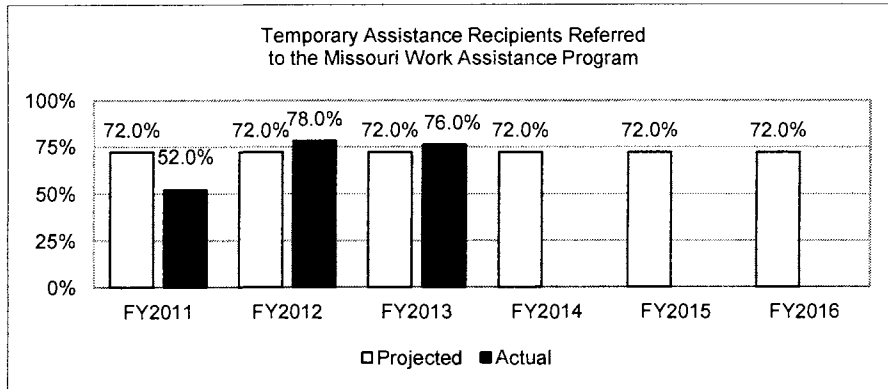 Temporary Assistance Recipients Referred
to the Missouri Work Assistance Program
100%
72.0% 72.0% 78.0% 72.0% 76.0% 72.0% 72.0% 72.0%
52.0%
75%
50%
25%
0%
FY2011 FY2012 FY2013 FY2014 FY2015 FY2016
Projected Actual